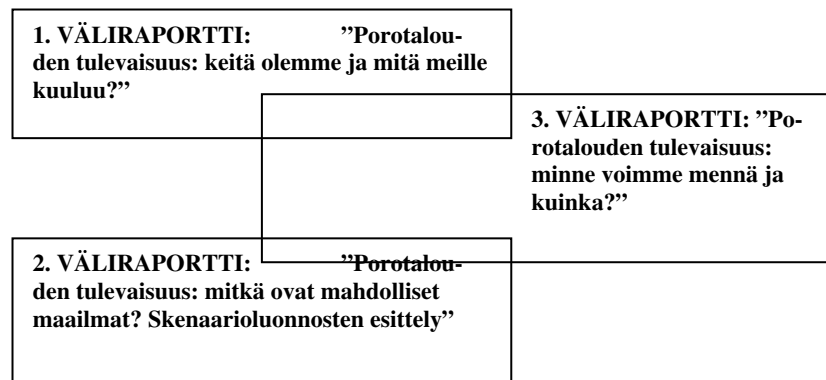 1. VÄLIRAPORTTI: ”Porotalou-
den tulevaisuus: keitä olemme ja mitä meille
kuuluu?”
3. VÄLIRAPORTTI: ”Po-
rotalouden tulevaisuus:
minne voimme mennä ja
kuinka?”
2. VÄLIRAPORTTI: ”Porotalou-
den tulevaisuus: mitkä ovat mahdolliset
maailmat? Skenaarioluonnosten esittely”